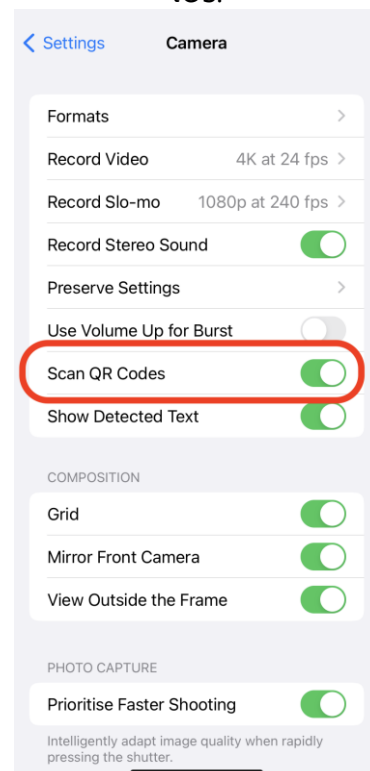 Settings Camera
Formats
Record Video 4K at 24 fps
Record Slo-mo 1080p at 240 fps
Record Stereo Sound
Preserve Settings
Use Volume Up for Burst
Scan QR Codes
Show Detected Text
COMPOSITION
Grid
Mirror Front Camera
View Outside the Frame
PHOTO CAPTURE
Prioritise Faster Shooting
Intelligently adapt image quality when rapidly
pressing the shutter.